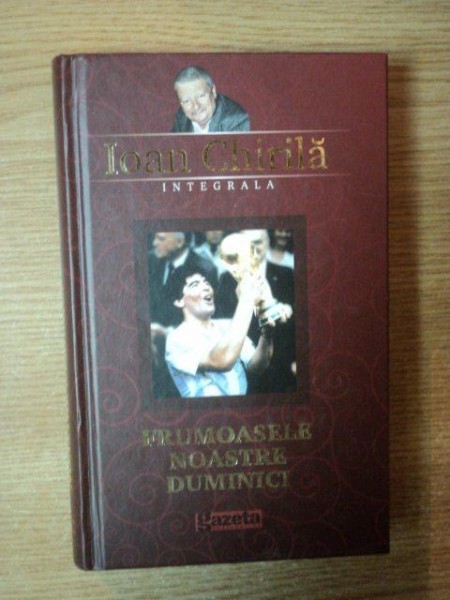 Ioan Chirilă
INTEGRALA
FRUMOASELE
NOASTRE
DUMINICI
gazeta